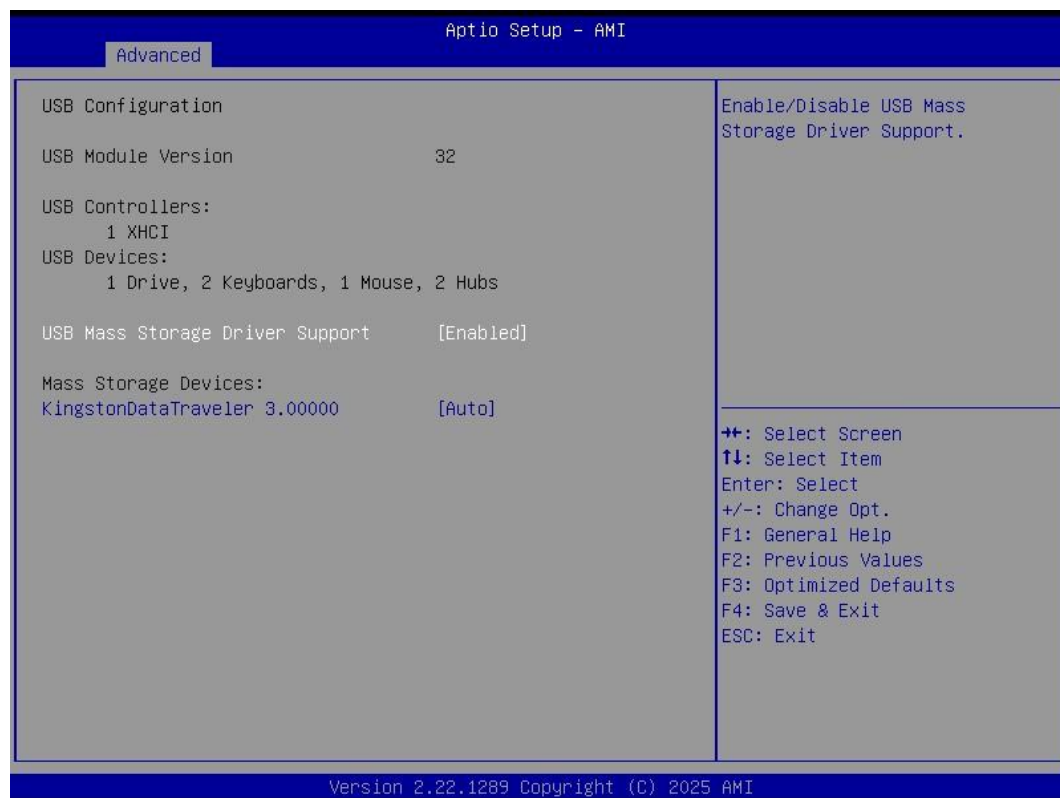 Aptio Setup - AMI
Advanced
USB Configuration
USB Module Version 32
USB Controllers:
1 XHCI
USB Devices:
1 Drive, 2 Keyboards, 1 Mouse, 2 Hubs
USB Mass Storage Driver Support [Enabled]
Mass Storage Devices:
KingstonDataTraveler 3.00000 [Auto]
Enable/Disable USB Mass
Storage Driver Support.
→←: Select Screen
↑↓: Select Item
Enter: Select
+/-: Change Opt.
F1: General Help
F2: Previous Values
F3: Optimized Defaults
F4: Save & Exit
ESC: Exit
Version 2.22.1289 Copyright (C) 2025 AMI